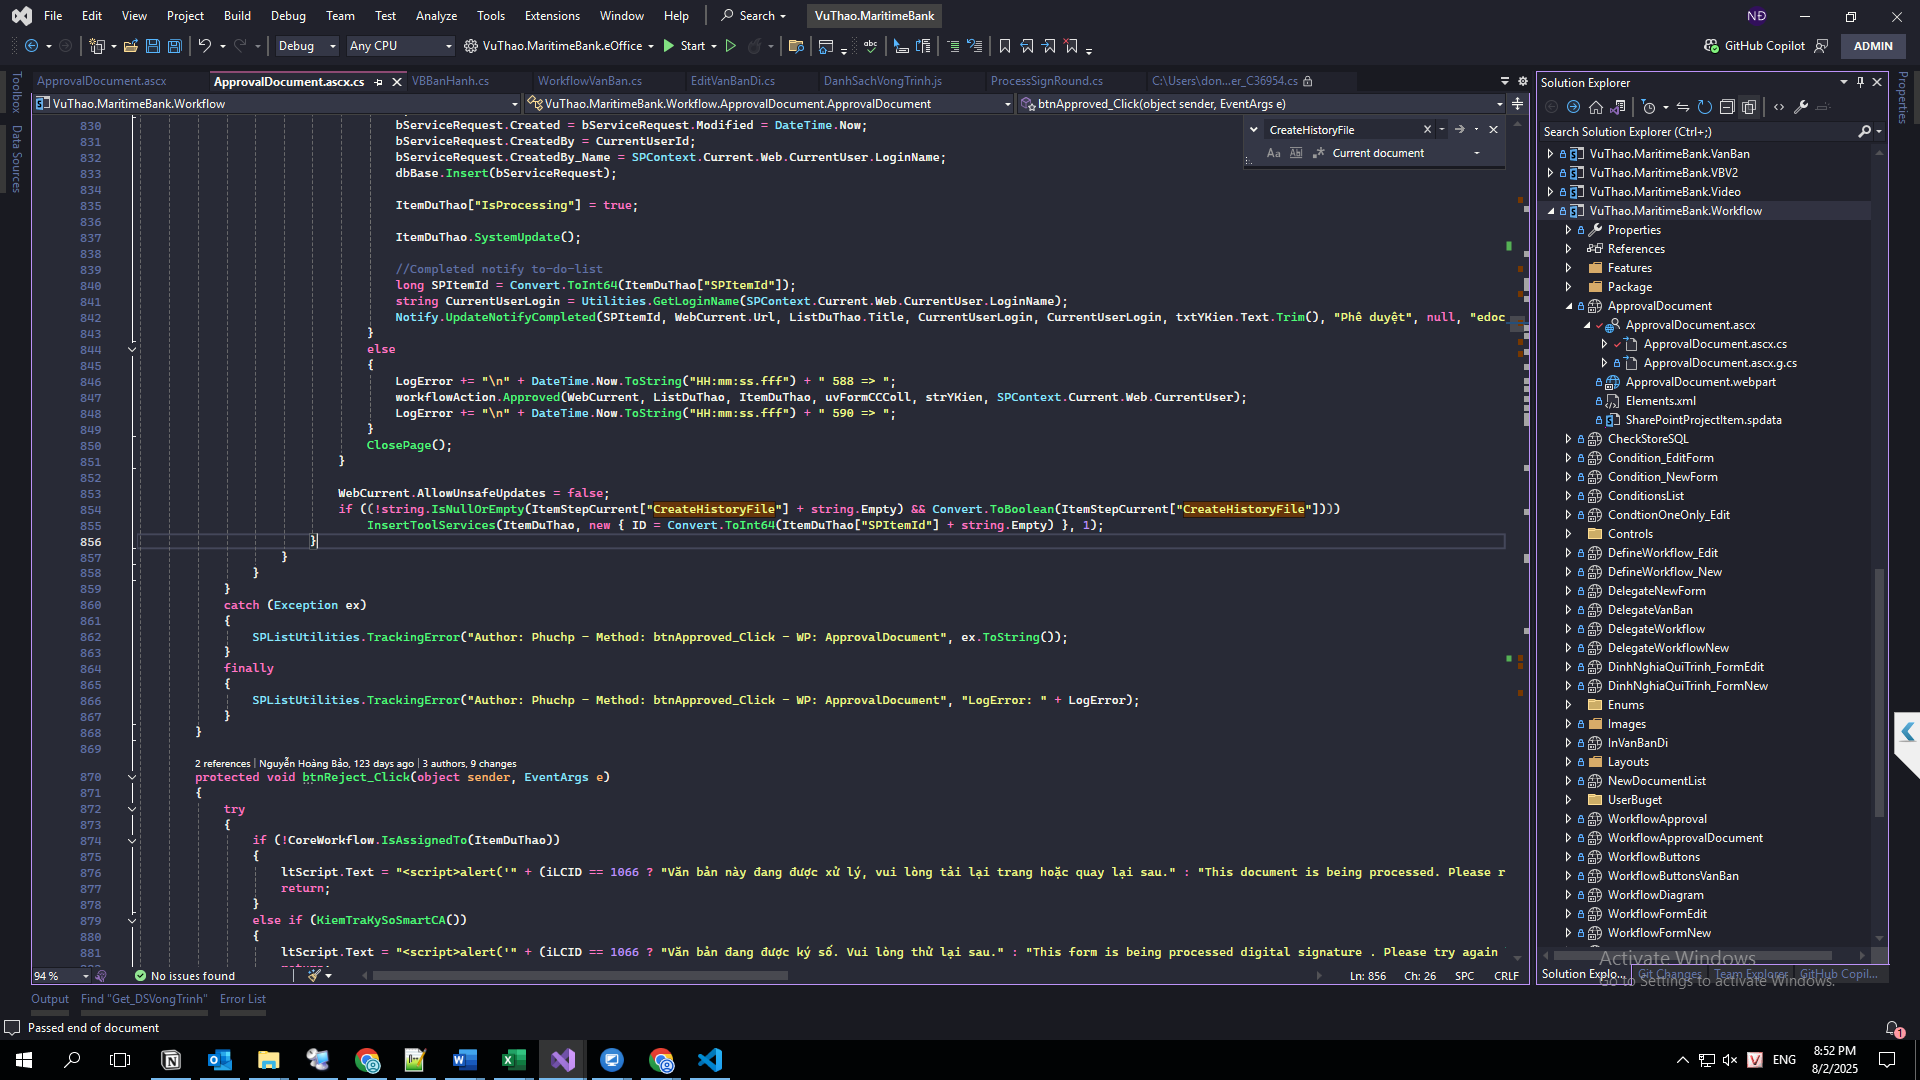 File Edit View Project Build Debug Team Test Analyze Tools Extensions Window Help Search VuThao.MaritimeBank NĐ
Debug Any CPU VuThao.MaritimeBank.eOffice Start GitHub Copilot ADMIN
ApprovalDocument.ascx ApprovalDocument.ascx.cs VBBanHanh.cs WorkflowVanBan.cs EditVanBanDi.cs DanhSachVongTrinh.js ProcessSignRound.cs C:\Users\don...er_C36954.cs
VuThao.MaritimeBank.Workflow VuThao.MaritimeBank.Workflow.ApprovalDocument.ApprovalDocument btnApproved_Click(object sender, EventArgs e)
Toolbox
Data Sources
CreateHistoryFile
Aa Current document
830 bServiceRequest.Created = bServiceRequest.Modified = DateTime.Now;
831 bServiceRequest.CreatedBy = CurrentUserId;
832 bServiceRequest.CreatedBy_Name = SPContext.Current.Web.CurrentUser.LoginName;
833 dbBase.Insert(bServiceRequest);
834
835 ItemDuThao["IsProcessing"] = true;
836
837 ItemDuThao.SystemUpdate();
838
839 //Completed notify to-do-list
840 long SPItemId = Convert.ToInt64(ItemDuThao["SPItemId"]);
841 string CurrentUserLogin = Utilities.GetLoginName(SPContext.Current.Web.CurrentUser.LoginName);
842 Notify.UpdateNotifyCompleted(SPItemId, WebCurrent.Url, ListDuThao.Title, CurrentUserLogin, CurrentUserLogin, txtYKien.Text.Trim(), "Phê duyệt", null, "edoc
843 }
844 else
845 {
846 LogError += "\n" + DateTime.Now.ToString("HH:mm:ss.fff") + " 588 => ";
847 workflowAction.Approved(WebCurrent, ListDuThao, ItemDuThao, uvFormCCColl, strYKien, SPContext.Current.Web.CurrentUser);
848 LogError += "\n" + DateTime.Now.ToString("HH:mm:ss.fff") + " 590 => ";
849 }
850 ClosePage();
851 }
852
853 WebCurrent.AllowUnsafeUpdates = false;
854 if ((!string.IsNullOrEmpty(ItemStepCurrent["CreateHistoryFile"] + string.Empty) && Convert.ToBoolean(ItemStepCurrent["CreateHistoryFile"])))
855 InsertToolServices(ItemDuThao, new { ID = Convert.ToInt64(ItemDuThao["SPItemId"] + string.Empty) }, 1);
856 }
857 }
858 }
859 }
860 catch (Exception ex)
861 {
862 SPListUtilities.TrackingError("Author: Phuchp - Method: btnApproved_Click - WP: ApprovalDocument", ex.ToString());
863 }
864 finally
865 {
866 SPListUtilities.TrackingError("Author: Phuchp - Method: btnApproved_Click - WP: ApprovalDocument", "LogError: " + LogError);
867 }
868 }
869
2 references | Nguyễn Hoàng Bảo, 123 days ago | 3 authors, 9 changes
870 protected void btnReject_Click(object sender, EventArgs e)
871 {
872 try
873 {
874 if (!CoreWorkflow.IsAssignedTo(ItemDuThao))
875 {
876 ltScript.Text = "<script>alert('" + (iLCID == 1066 ? "Văn bản này đang được xử lý, vui lòng tải lại trang hoặc quay lại sau." : "This document is being processed. Please r
877 return;
878 }
879 else if (KiemTraKySoSmartCA())
880 {
881 ltScript.Text = "<script>alert('" + (iLCID == 1066 ? "Văn bản đang được ký số. Vui lòng thử lại sau." : "This form is being processed digital signature . Please try again
94 % No issues found Ln: 856 Ch: 26 SPC CRLF
Output Find "Get_DSVongTrinh" Error List
Passed end of document
Solution Explorer
Search Solution Explorer (Ctrl+;)
VuThao.MaritimeBank.VanBan
VuThao.MaritimeBank.VBV2
VuThao.MaritimeBank.Video
VuThao.MaritimeBank.Workflow
Properties
References
Features
Package
ApprovalDocument
ApprovalDocument.ascx
ApprovalDocument.ascx.cs
ApprovalDocument.ascx.g.cs
ApprovalDocument.webpart
Elements.xml
SharePointProjectItem.spdata
CheckStoreSQL
Condition_EditForm
Condition_NewForm
ConditionsList
CondtionOneOnly_Edit
Controls
DefineWorkflow_Edit
DefineWorkflow_New
DelegateNewForm
DelegateVanBan
DelegateWorkflow
DelegateWorkflowNew
DinhNghiaQuiTrinh_FormEdit
DinhNghiaQuiTrinh_FormNew
Enums
Images
InVanBanDi
Layouts
NewDocumentList
UserBuget
WorkflowApproval
WorkflowApprovalDocument
WorkflowButtons
WorkflowButtonsVanBan
WorkflowDiagram
WorkflowFormEdit
WorkflowFormNew
Solution Explo... Git Changes Team Explorer GitHub Copil...
Properties
Activate Windows
Go to Settings to activate Windows.
ENG
8:52 PM
8/2/2025